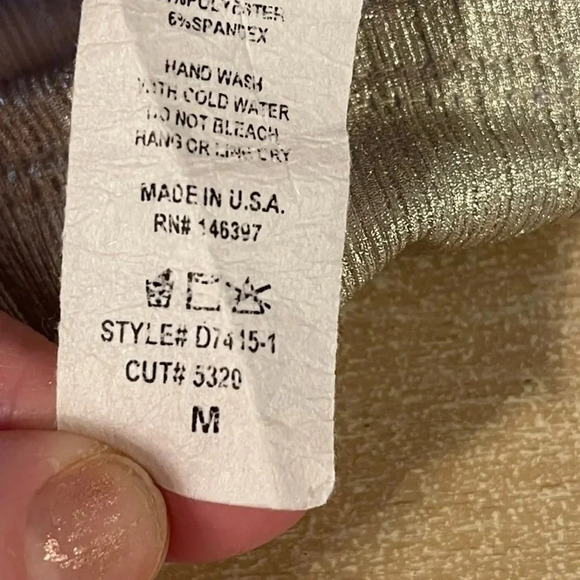 6%SPANDEX
HAND WASH
WITH COLD WATER
DO NOT BLEACH
HANG OR LINE DRY
MADE IN U.S.A.
RN# 146397
STYLE# D7415-1
CUT# 5320
M